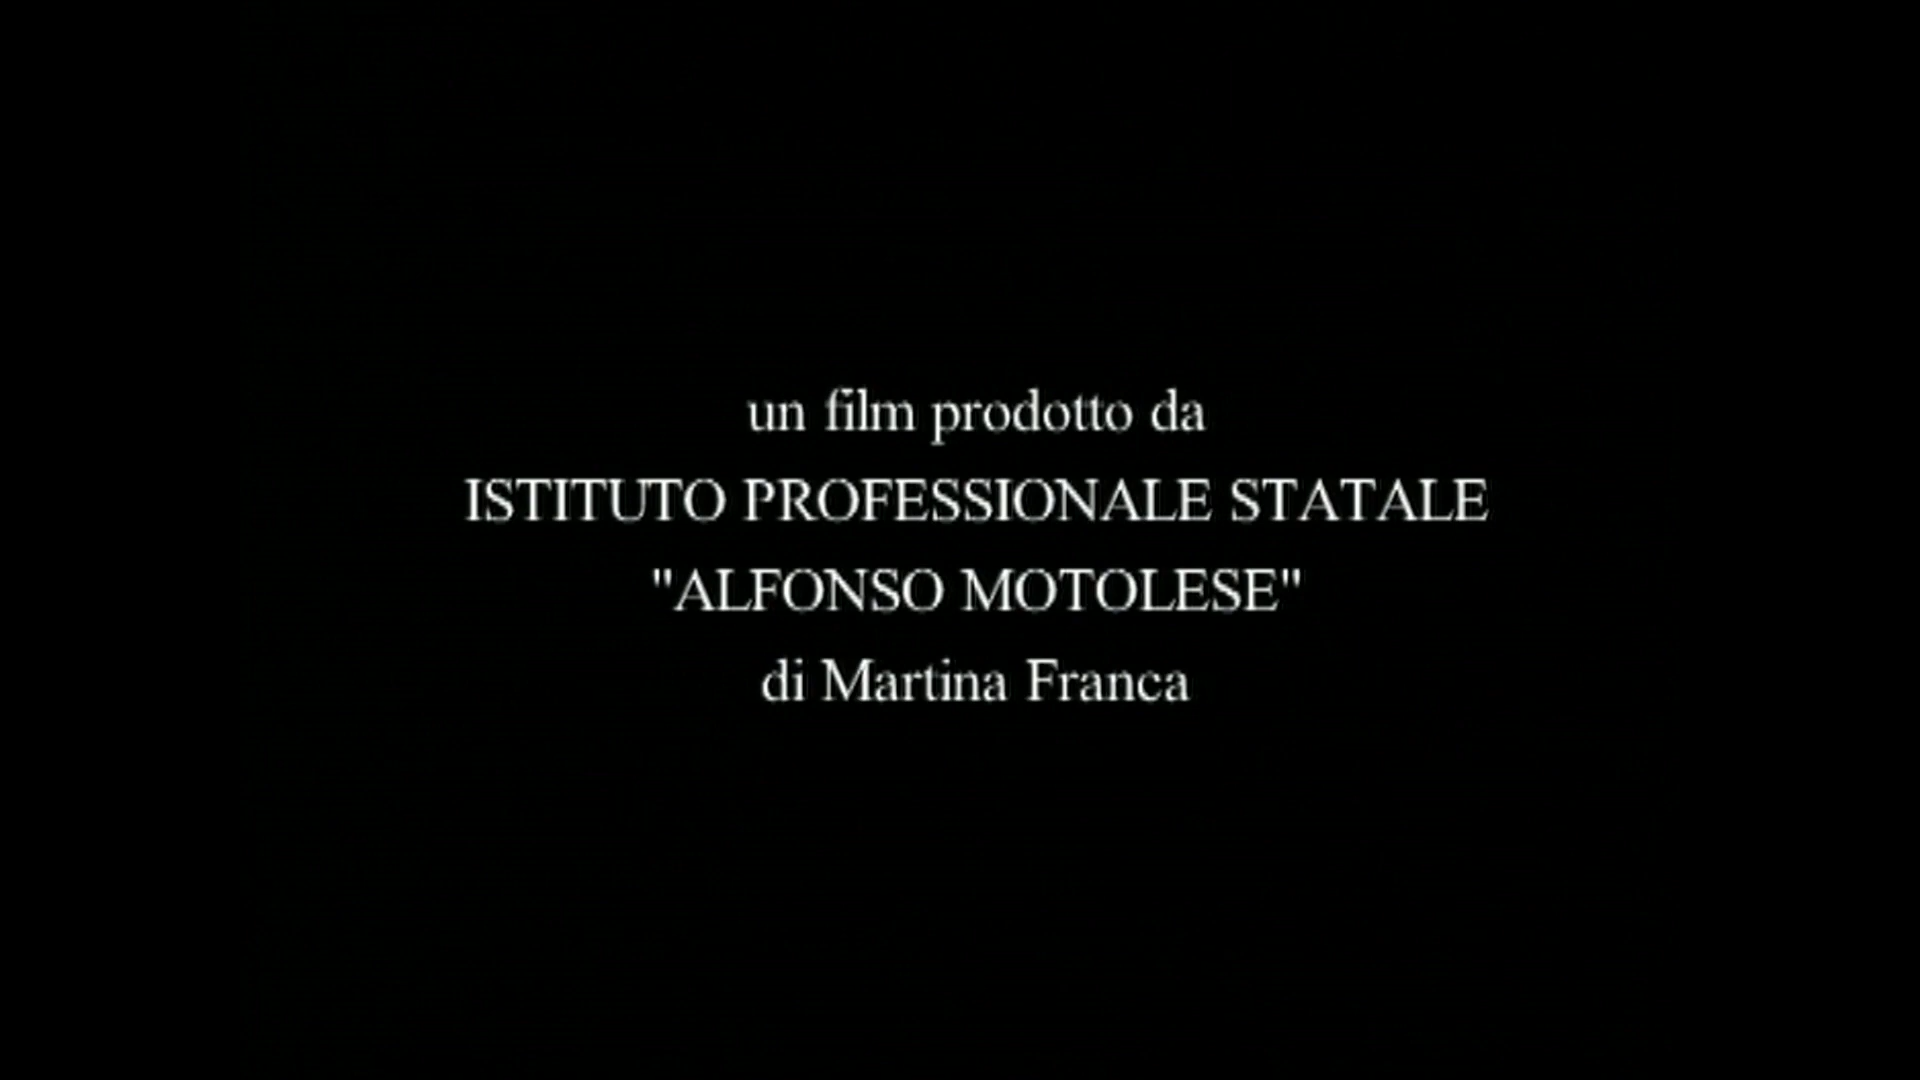 un film prodotto da
ISTITUTO PROFESSIONALE STATALE
"ALFONSO MOTOLESE"
di Martina Franca